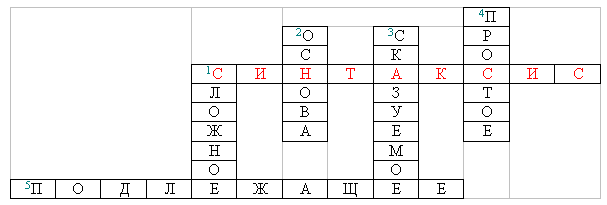 4П
2О 3С Р
С К О
1С И Н Т А К С И С
Л О З Т
О В У О
Ж А Е Е
Н М
О О
5П О Д Л Е Ж А Щ Е Е